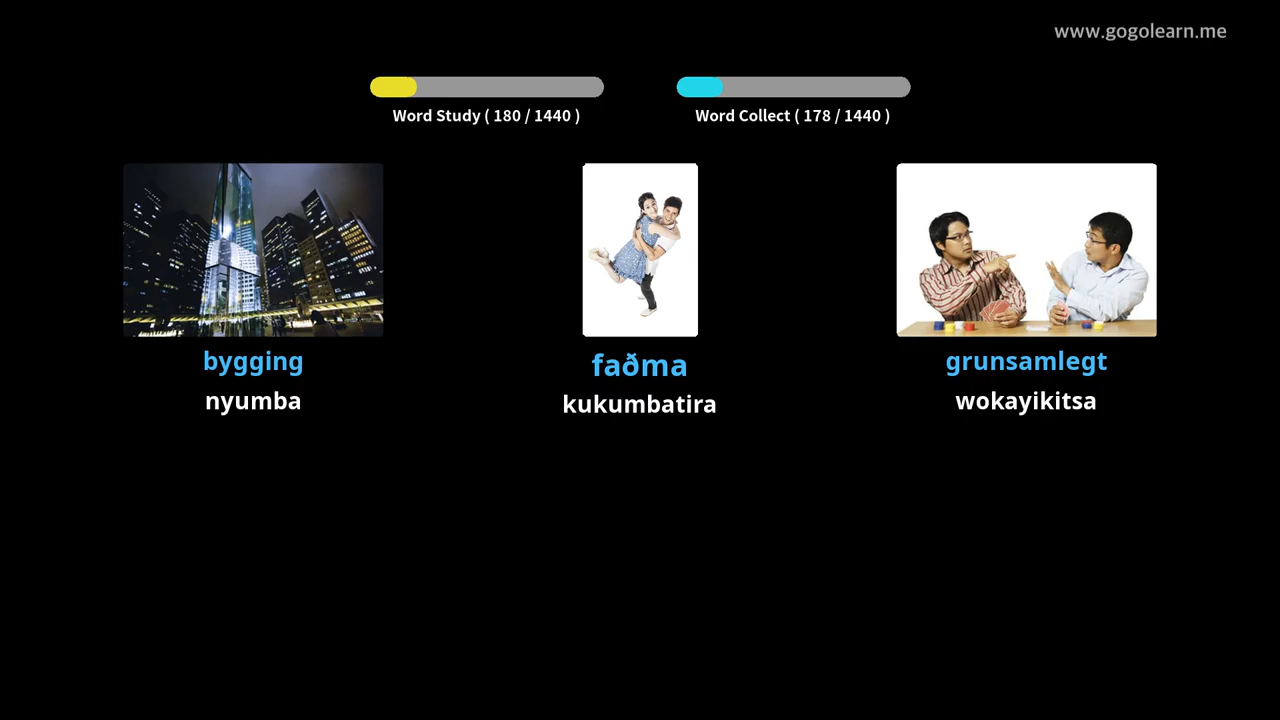 www.gogolearn.me
Word Study ( 180 / 1440 )
Word Collect ( 178 / 1440 )
bygging
nyumba
faðma
kukumbatira
grunsamlegt
wokayikitsa